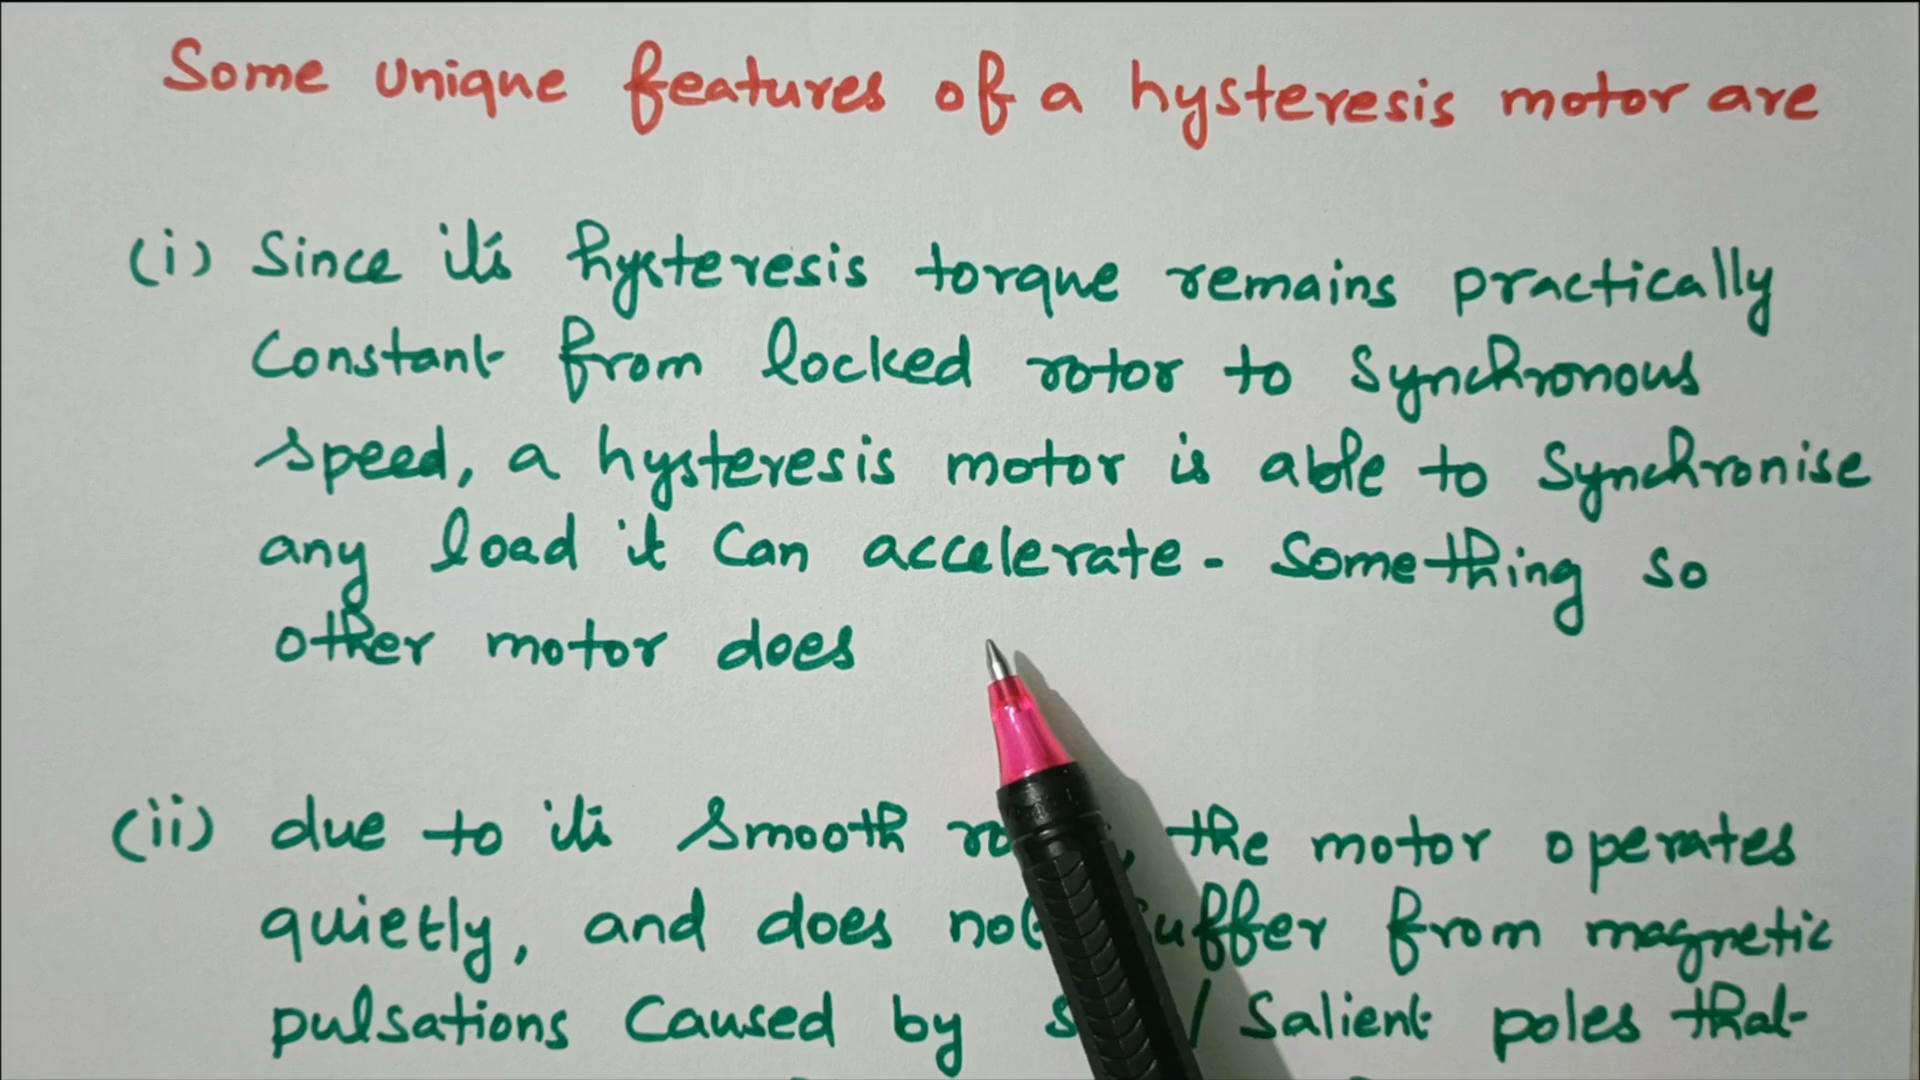 Some unique features of a hysteresis motor are
(i) Since its hysteresis torque remains practically
Constant from locked rotor to Synchronous
speed, a hysteresis motor is able to Synchronise
any load it Can accelerate. Something so
other motor does
(ii) due to its smooth the motor operates
quietly, and does not suffer from magnetic
pulsations Caused by / Salient poles that